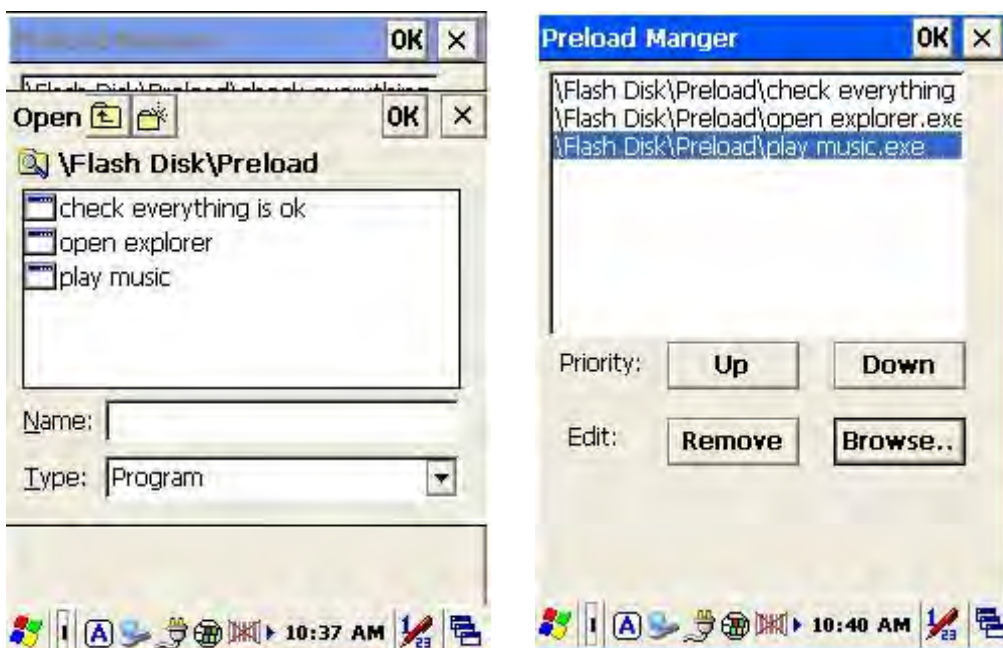 OK ×
Open OK ×
\Flash Disk\Preload
check everything is ok
open explorer
play music
Name:
Type: Program
10:37 AM
Preload Manger OK ×
\Flash Disk\Preload\check everything
\Flash Disk\Preload\open explorer.exe
\Flash Disk\Preload\play music.exe
Priority: Up Down
Edit: Remove Browse..
10:40 AM